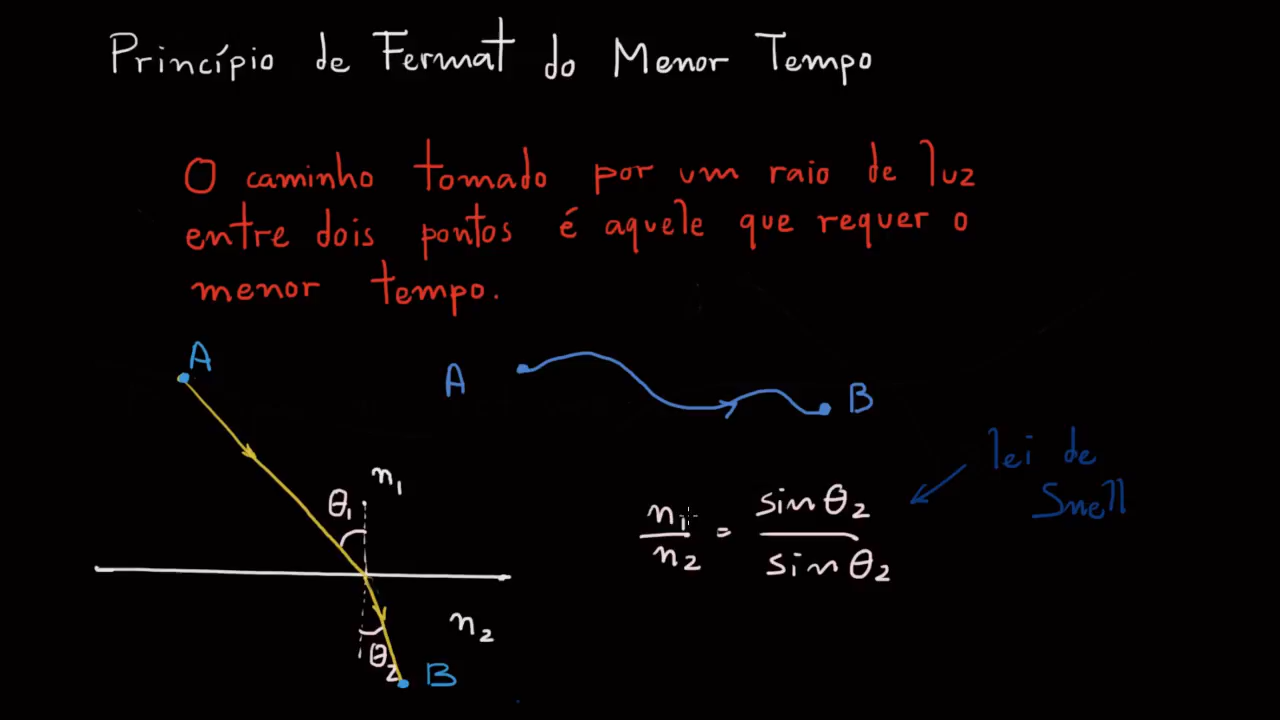 Princípio de Fermat do Menor Tempo
O caminho tomado por um raio de luz
entre dois pontos é aquele que requer o
menor tempo.
A
A
B
n₁
θ₁
lei de
Snell
n₁/n₂ = sin θ₂/sin θ₂
n₂
θ₂
B